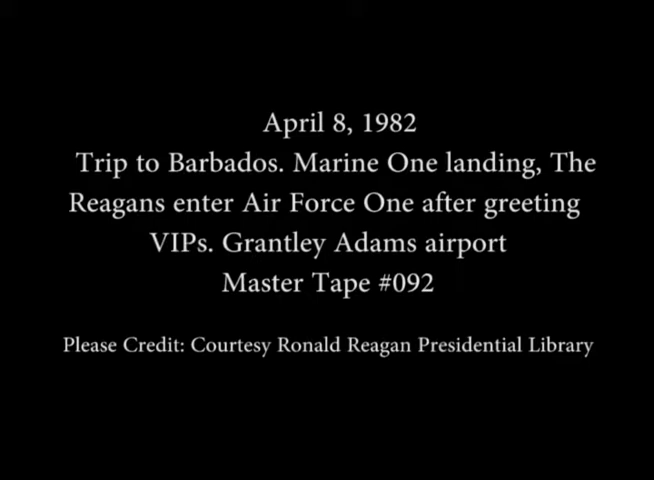 April 8, 1982
Trip to Barbados. Marine One landing, The
Reagans enter Air Force One after greeting
VIPs. Grantley Adams airport
Master Tape #092
Please Credit: Courtesy Ronald Reagan Presidential Library